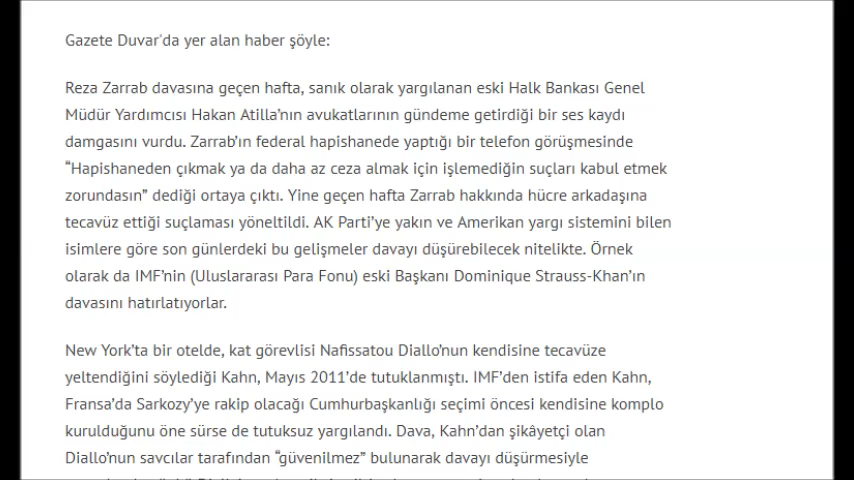 Gazete Duvar'da yer alan haber şöyle:
Reza Zarrab davasına geçen hafta, sanık olarak yargılanan eski Halk Bankası Genel
Müdür Yardımcısı Hakan Atilla’nın avukatlarının gündeme getirdiği bir ses kaydı
damgasını vurdu. Zarrab’ın federal hapishanede yaptığı bir telefon görüşmesinde
“Hapishaneden çıkmak ya da daha az ceza almak için işlemediğin suçları kabul etmek
zorundasın” dediği ortaya çıktı. Yine geçen hafta Zarrab hakkında hücre arkadaşına
tecavüz ettiği suçlaması yöneltildi. AK Parti’ye yakın ve Amerikan yargı sistemini bilen
isimlere göre son günlerdeki bu gelişmeler davayı düşürebilecek nitelikte. Örnek
olarak da IMF’nin (Uluslararası Para Fonu) eski Başkanı Dominique Strauss-Khan’ın
davasını hatırlatıyorlar.
New York’ta bir otelde, kat görevlisi Nafissatou Diallo’nun kendisine tecavüze
yeltendiğini söylediği Kahn, Mayıs 2011’de tutuklanmıştı. IMF’den istifa eden Kahn,
Fransa’da Sarkozy’ye rakip olacağı Cumhurbaşkanlığı seçimi öncesi kendisine komplo
kurulduğunu öne sürse de tutuksuz yargılandı. Dava, Kahn’dan şikâyetçi olan
Diallo’nun savcılar tarafından “güvenilmez” bulunarak davayı düşürmesiyle